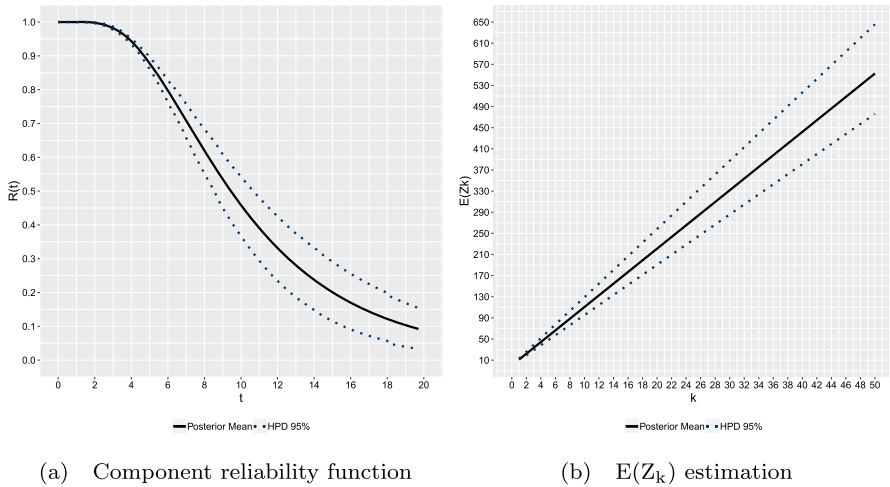 1.0
0.9
0.8
0.7
0.6
0.5
0.4
0.3
0.2
0.1
0.0
R(t)
0 2 4 6 8 10 12 14 16 18 20
t
Posterior Mean HPD 95%
(a) Component reliability function
650
610
570
530
490
450
410
370
330
290
250
210
170
130
90
50
10
E(Zk)
0 2 4 6 8 10 12 14 16 18 20 22 24 26 28 30 32 34 36 38 40 42 44 46 48 50
k
Posterior Mean HPD 95%
(b) E(Zk) estimation